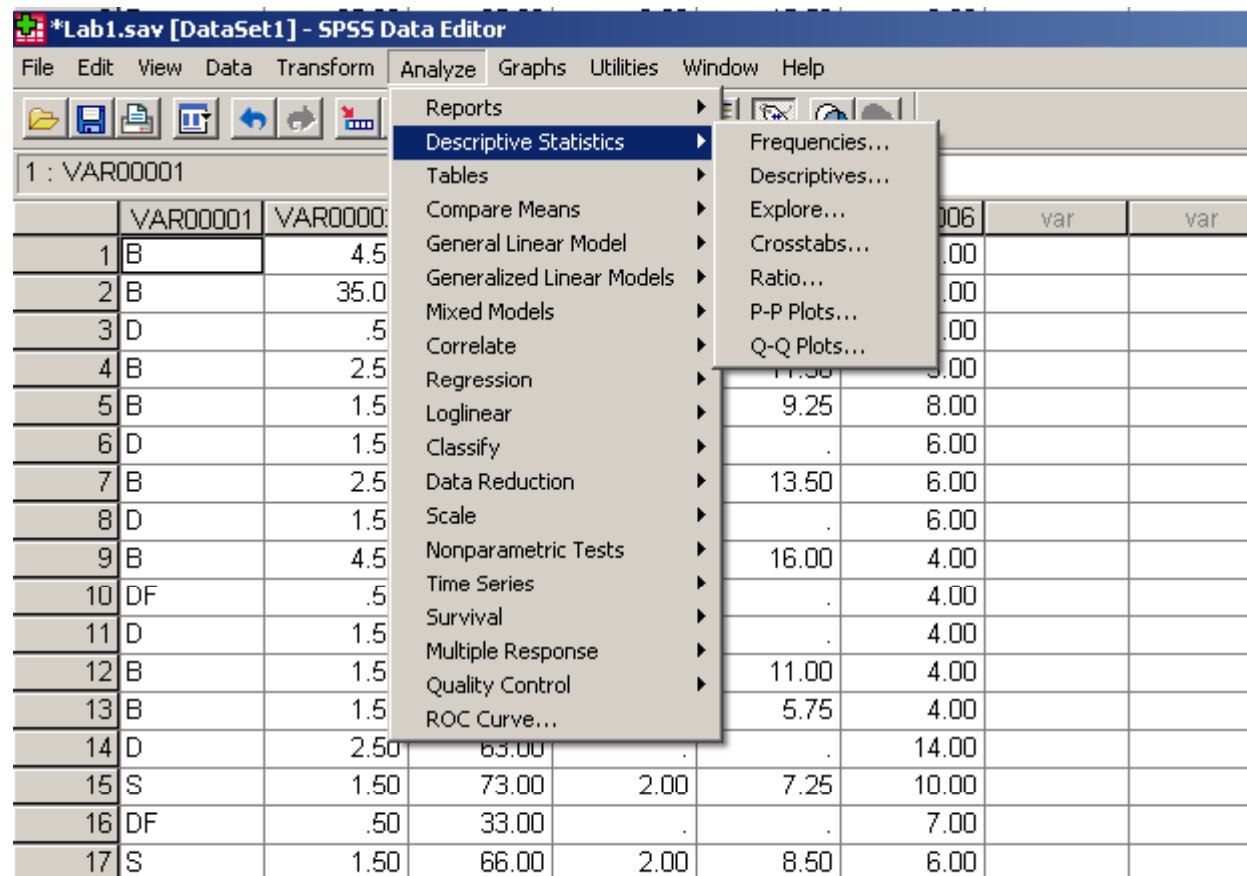 *Lab1.sav [DataSet1] - SPSS Data Editor
File Edit View Data Transform Analyze Graphs Utilities Window Help
1 : VAR00001
Reports
Descriptive Statistics
Tables
Compare Means
General Linear Model
Generalized Linear Models
Mixed Models
Correlate
Regression
Loglinear
Classify
Data Reduction
Scale
Nonparametric Tests
Time Series
Survival
Multiple Response
Quality Control
ROC Curve...
Frequencies...
Descriptives...
Explore...
Crosstabs...
Ratio...
P-P Plots...
Q-Q Plots...
VAR00001 VAR0000 006 var var
1 B 4.5 .00
2 B 35.0 .00
3 D .5 .00
4 B 2.5 .00
5 B 1.5 9.25 8.00
6 D 1.5 . 6.00
7 B 2.5 13.50 6.00
8 D 1.5 . 6.00
9 B 4.5 16.00 4.00
10 DF .5 . 4.00
11 D 1.5 . 4.00
12 B 1.5 11.00 4.00
13 B 1.5 5.75 4.00
14 D 2.50 63.00 . . 14.00
15 S 1.50 73.00 2.00 7.25 10.00
16 DF .50 33.00 . . 7.00
17 S 1.50 66.00 2.00 8.50 6.00